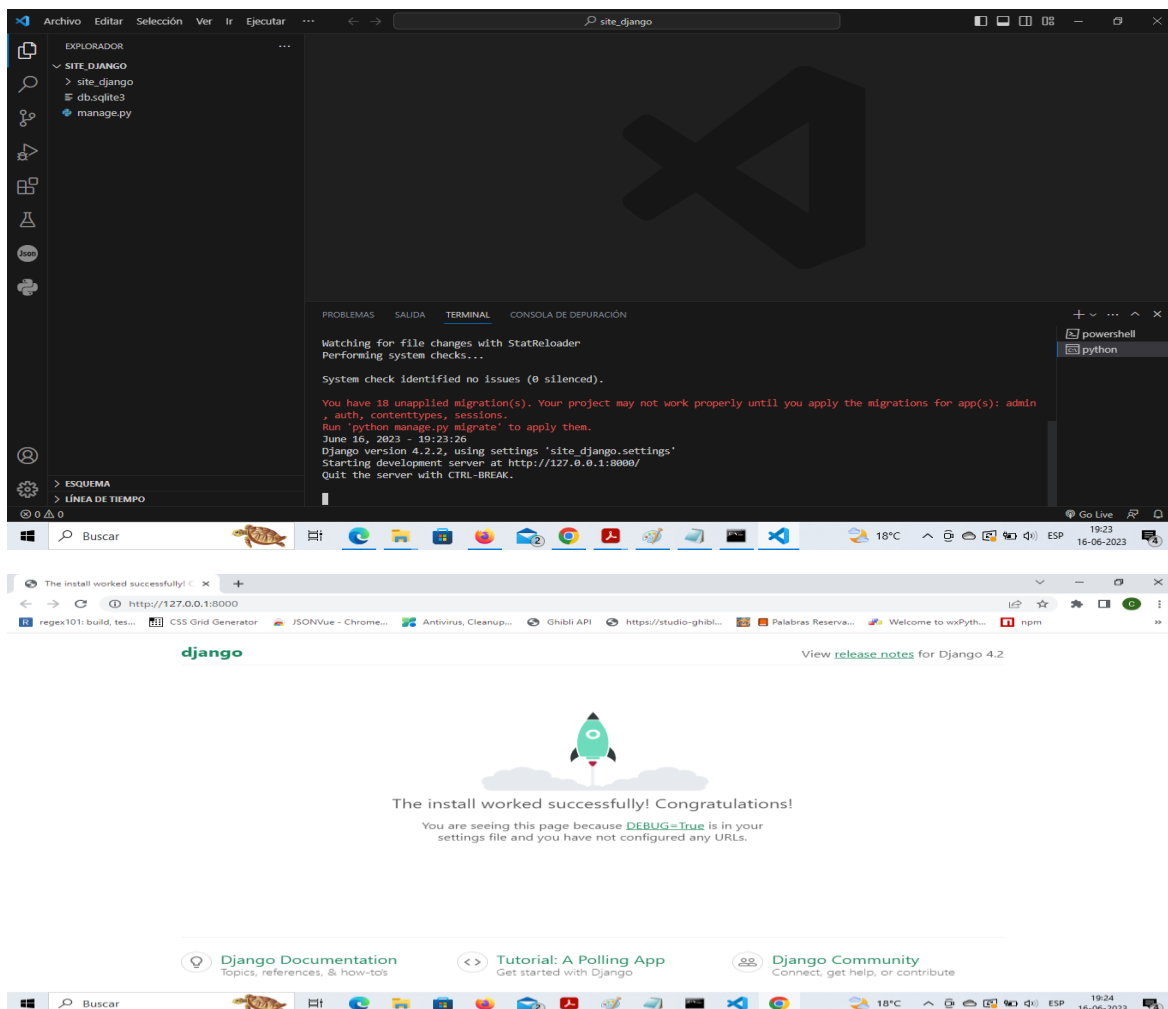 Archivo Editar Selección Ver Ir Ejecutar ··· site_django
EXPLORADOR ···
SITE_DJANGO
site_django
db.sqlite3
manage.py
Json
PROBLEMAS SALIDA TERMINAL CONSOLA DE DEPURACIÓN
powershell
python
Watching for file changes with StatReloader
Performing system checks...
System check identified no issues (0 silenced).
You have 18 unapplied migration(s). Your project may not work properly until you apply the migrations for app(s): admin
, auth, contenttypes, sessions.
Run 'python manage.py migrate' to apply them.
June 16, 2023 - 19:23:26
Django version 4.2.2, using settings 'site_django.settings'
Starting development server at http://127.0.0.1:8000/
Quit the server with CTRL-BREAK.
ESQUEMA
LÍNEA DE TIEMPO
0 0 Go Live
Buscar 2 18°C ESP 19:23
16-06-2023 4
The install worked successfully! C
http://127.0.0.1:8000 C
R regex101: build, tes... CSS Grid Generator JSONVue - Chrome... Antivirus, Cleanup... Ghibli API https://studio-ghibl... Palabras Reserva... Welcome to wxPyth... npm »
django View release notes for Django 4.2
The install worked successfully! Congratulations!
You are seeing this page because DEBUG=True is in your
settings file and you have not configured any URLs.
Django Documentation
Topics, references, & how-to's
Tutorial: A Polling App
Get started with Django
Django Community
Connect, get help, or contribute
Buscar 2 18°C ESP 19:24
16-06-2023 4